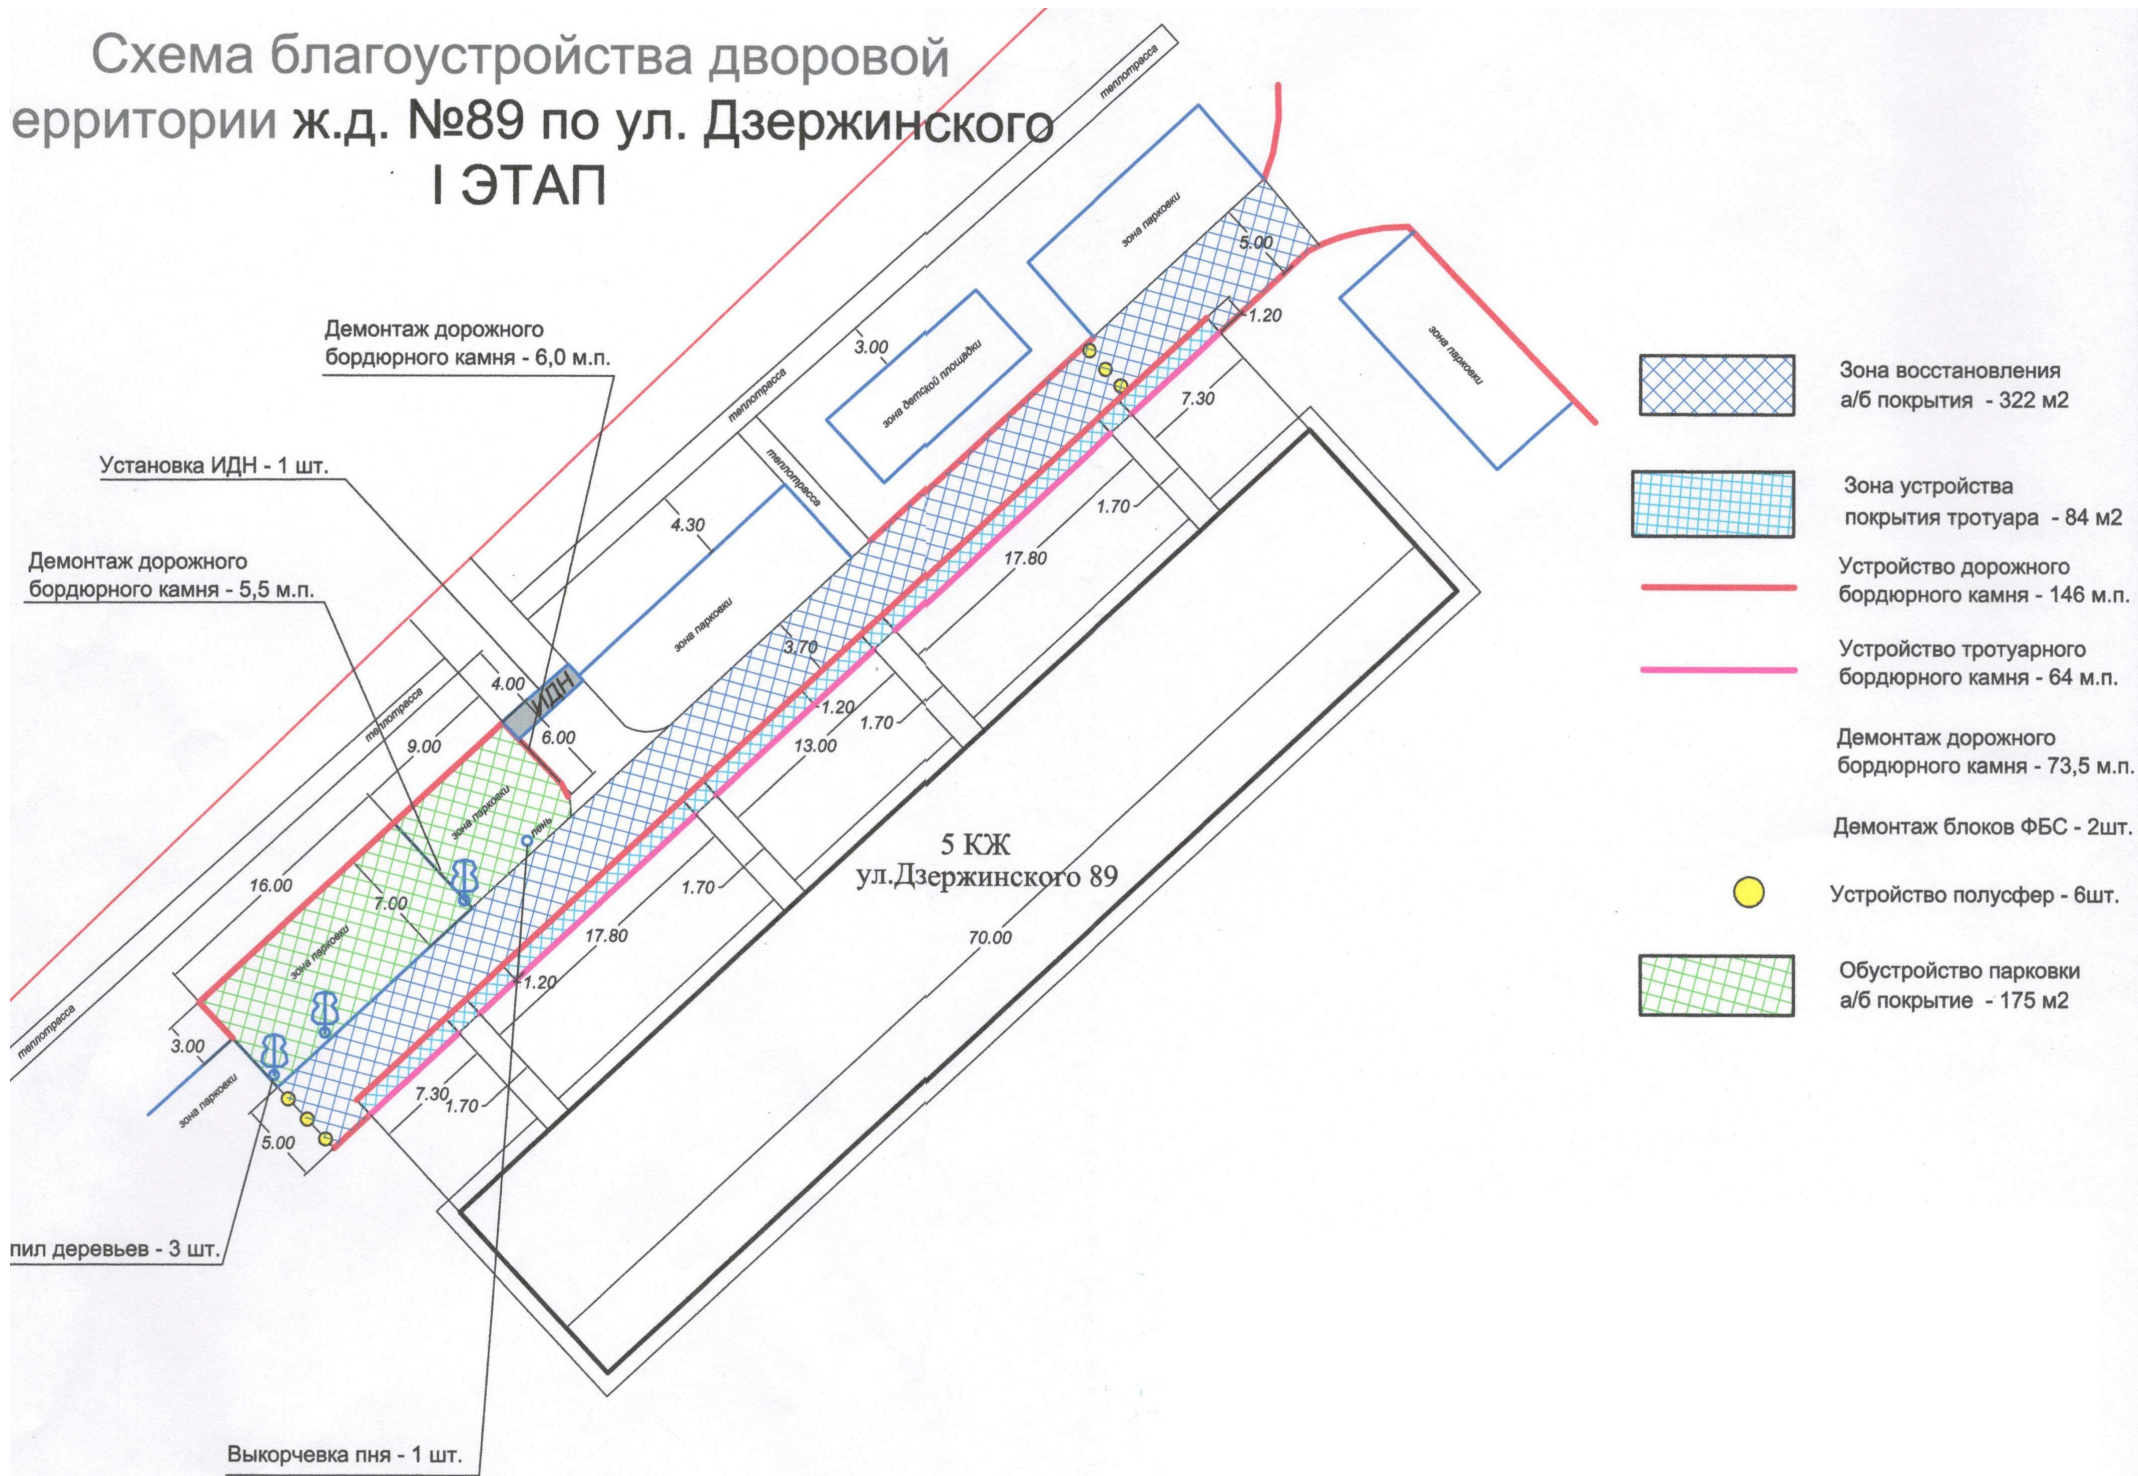 Схема благоустройства дворовой
ерритории ж.д. №89 по ул. Дзержинского
I ЭТАП
теплотрасса
зона парковки
5.00
Демонтаж дорожного
бордюрного камня - 6,0 м.п.
3.00
1.20
зона детской площадки
зона парковки
теплотрасса
7.30
Установка ИДН - 1 шт.
теплотрасса
4.30
1.70
17.80
Демонтаж дорожного
бордюрного камня - 5,5 м.п.
зона парковки
3.70
4.00
ИДН
теплотрасса
1.20
1.70
9.00
6.00
13.00
зона парковки
пень
5 КЖ
ул.Дзержинского 89
16.00
7.00
1.70
зона парковки
17.80
70.00
1.20
теплотрасса
3.00
зона парковки
7.30
1.70
5.00
пил деревьев - 3 шт.
Выкорчевка пня - 1 шт.
Зона восстановления
а/б покрытия - 322 м2
Зона устройства
покрытия тротуара - 84 м2
Устройство дорожного
бордюрного камня - 146 м.п.
Устройство тротуарного
бордюрного камня - 64 м.п.
Демонтаж дорожного
бордюрного камня - 73,5 м.п.
Демонтаж блоков ФБС - 2шт.
Устройство полусфер - 6шт.
Обустройство парковки
а/б покрытие - 175 м2